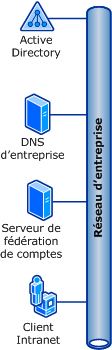 Active
Directory
DNS
d'entreprise
Serveur de
fédération
de comptes
Client
Intranet
Réseau d'entreprise